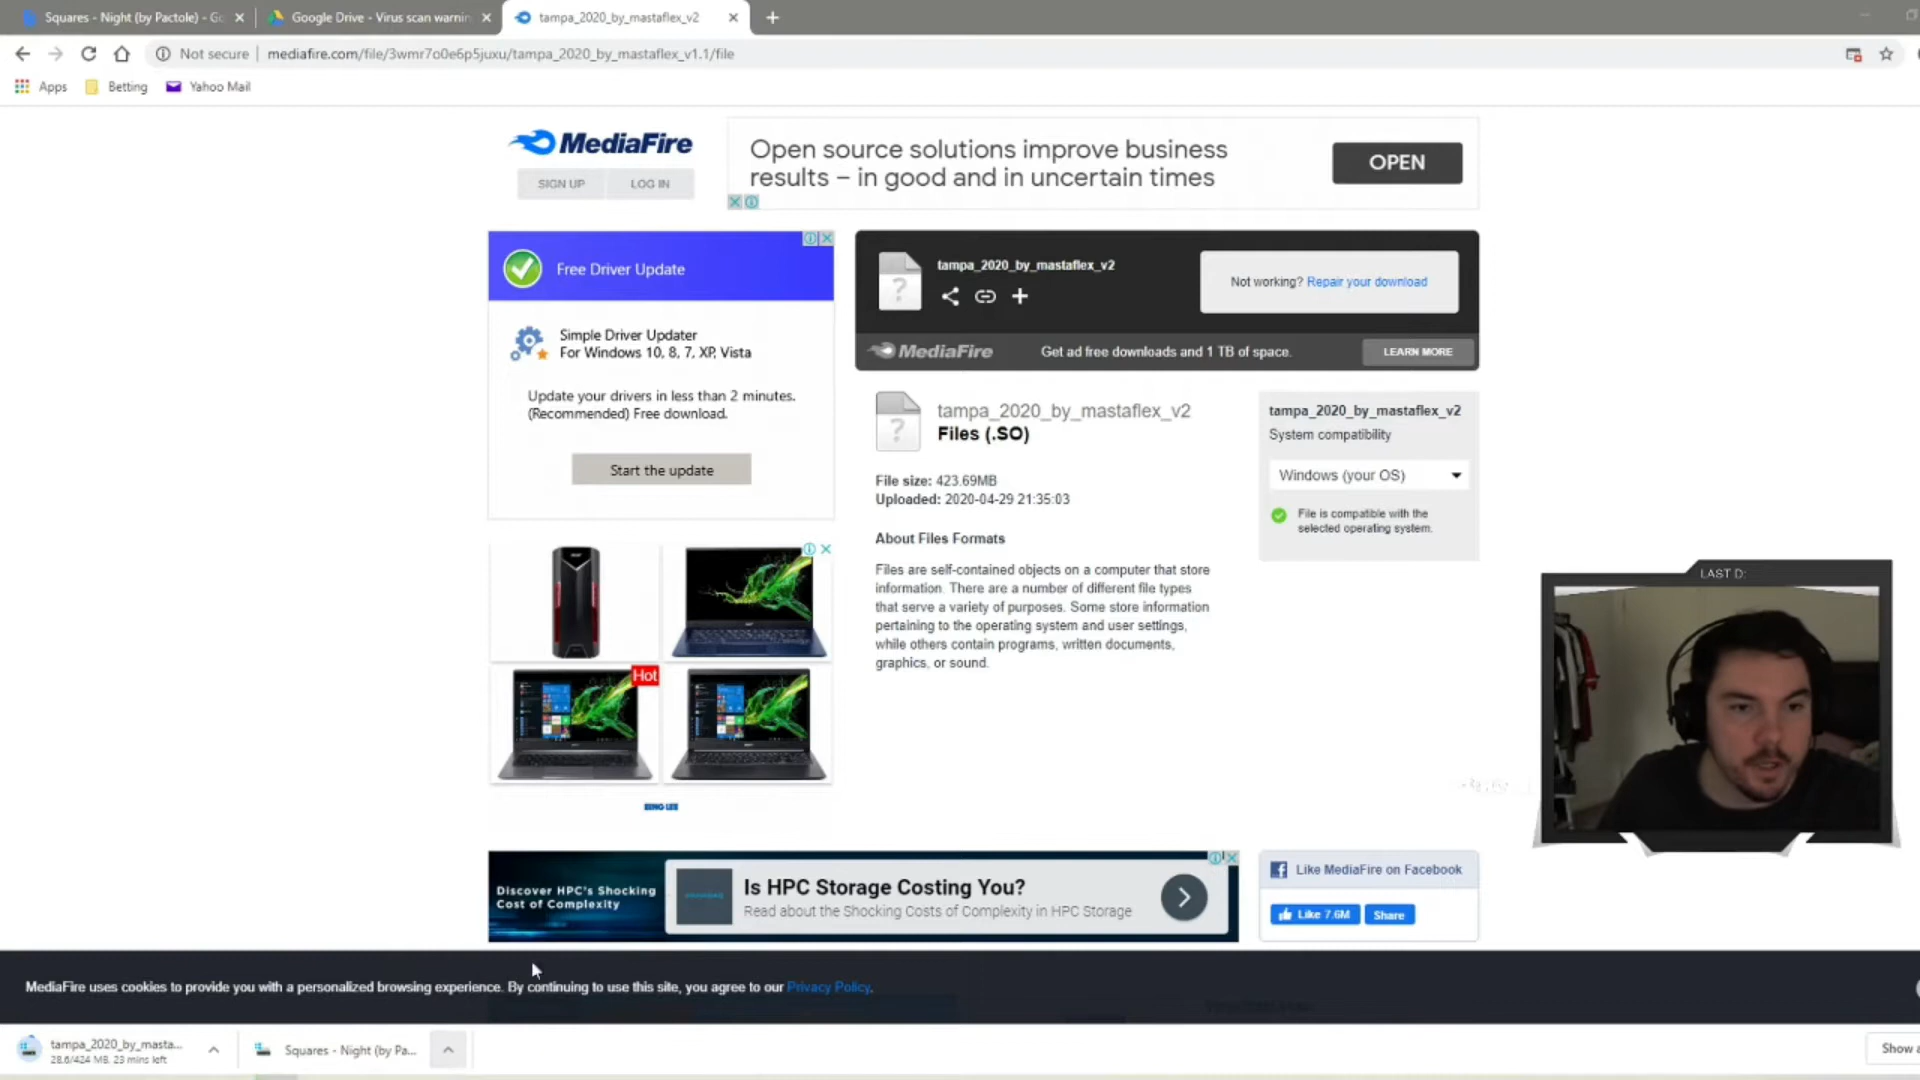 Squares - Night (by Pactole) - Go
Google Drive - Virus scan warnin
tampa_2020_by_mastaflex_v2
Not secure
mediafire.com/file/3wmr7o0e6p5juxu/tampa_2020_by_mastaflex_v1.1/file
Apps
Betting
Yahoo Mail
MediaFire
SIGN UP
LOG IN
Open source solutions improve business
results – in good and in uncertain times
OPEN
Free Driver Update
Simple Driver Updater
For Windows 10, 8, 7, XP, Vista
Update your drivers in less than 2 minutes.
(Recommended) Free download.
Start the update
tampa_2020_by_mastaflex_v2
Not working? Repair your download
MediaFire
Get ad free downloads and 1 TB of space.
LEARN MORE
tampa_2020_by_mastaflex_v2
Files (.SO)
File size: 423.69MB
Uploaded: 2020-04-29 21:35:03
About Files Formats
Files are self-contained objects on a computer that store
information. There are a number of different file types
that serve a variety of purposes. Some store information
pertaining to the operating system and user settings,
while others contain programs, written documents,
graphics, or sound.
tampa_2020_by_mastaflex_v2
System compatibility
Windows (your OS)
File is compatible with the
selected operating system.
Hot
BING LEE
LAST D:
Discover HPC's Shocking
Cost of Complexity
Is HPC Storage Costing You?
Read about the Shocking Costs of Complexity in HPC Storage
Like MediaFire on Facebook
Like 7.6M
Share
MediaFire uses cookies to provide you with a personalized browsing experience. By continuing to use this site, you agree to our Privacy Policy.
tampa_2020_by_masta...
28.6/424 MB, 23 mins left
Squares - Night (by Pa...
Show a